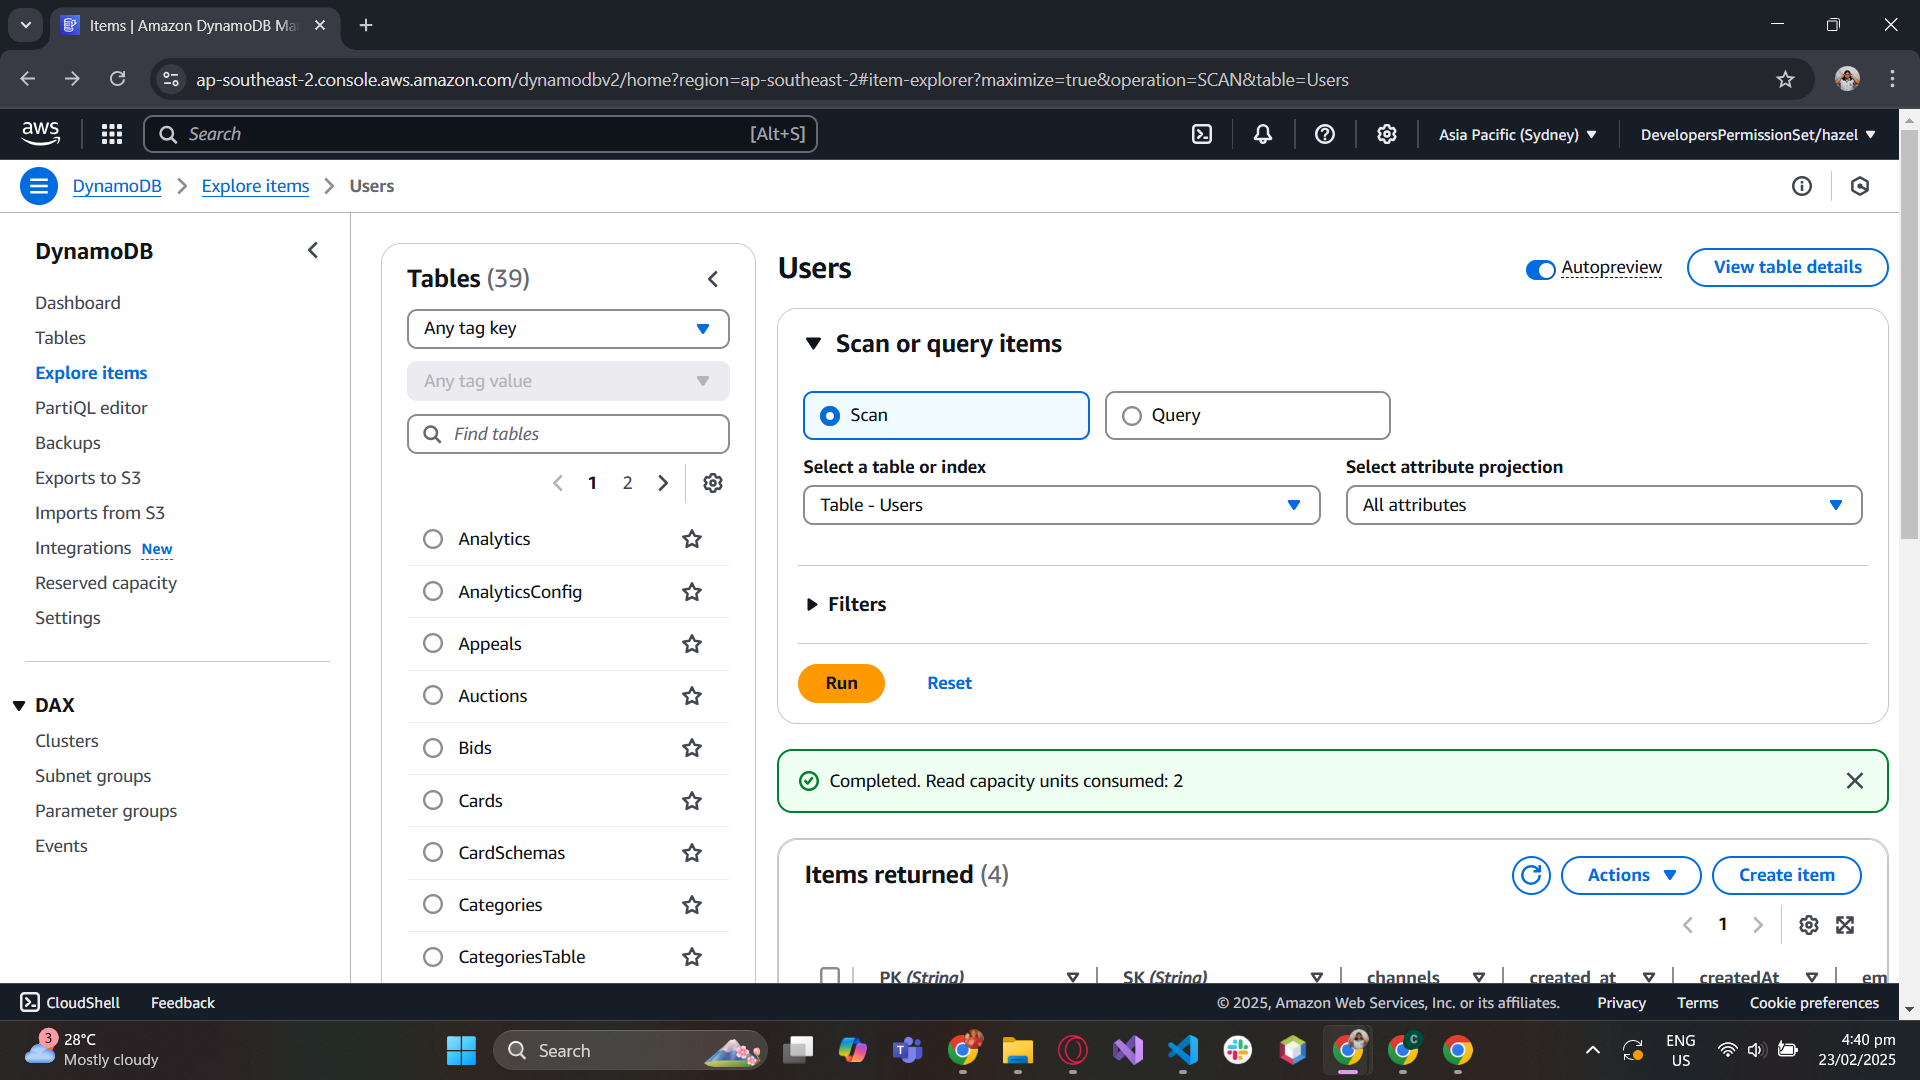 Items | Amazon DynamoDB Ma
ap-southeast-2.console.aws.amazon.com/dynamodbv2/home?region=ap-southeast-2#item-explorer?maximize=true&operation=SCAN&table=Users
aws
Search
[Alt+S]
Asia Pacific (Sydney)
DevelopersPermissionSet/hazel
DynamoDB
Explore items
Users
DynamoDB
Dashboard
Tables
Explore items
PartiQL editor
Backups
Exports to S3
Imports from S3
Integrations New
Reserved capacity
Settings
DAX
Clusters
Subnet groups
Parameter groups
Events
Tables (39)
Any tag key
Any tag value
Find tables
1 2
Analytics
AnalyticsConfig
Appeals
Auctions
Bids
Cards
CardSchemas
Categories
CategoriesTable
Users
Autopreview
View table details
Scan or query items
Scan
Query
Select a table or index
Table - Users
Select attribute projection
All attributes
Filters
Run
Reset
Completed. Read capacity units consumed: 2
Items returned (4)
Actions
Create item
1
PK (String)
SK (String)
channels
created_at
createdAt
em
CloudShell
Feedback
© 2025, Amazon Web Services, Inc. or its affiliates.
Privacy
Terms
Cookie preferences
3
28°C
Mostly cloudy
Search
C
ENG
US
4:40 pm
23/02/2025